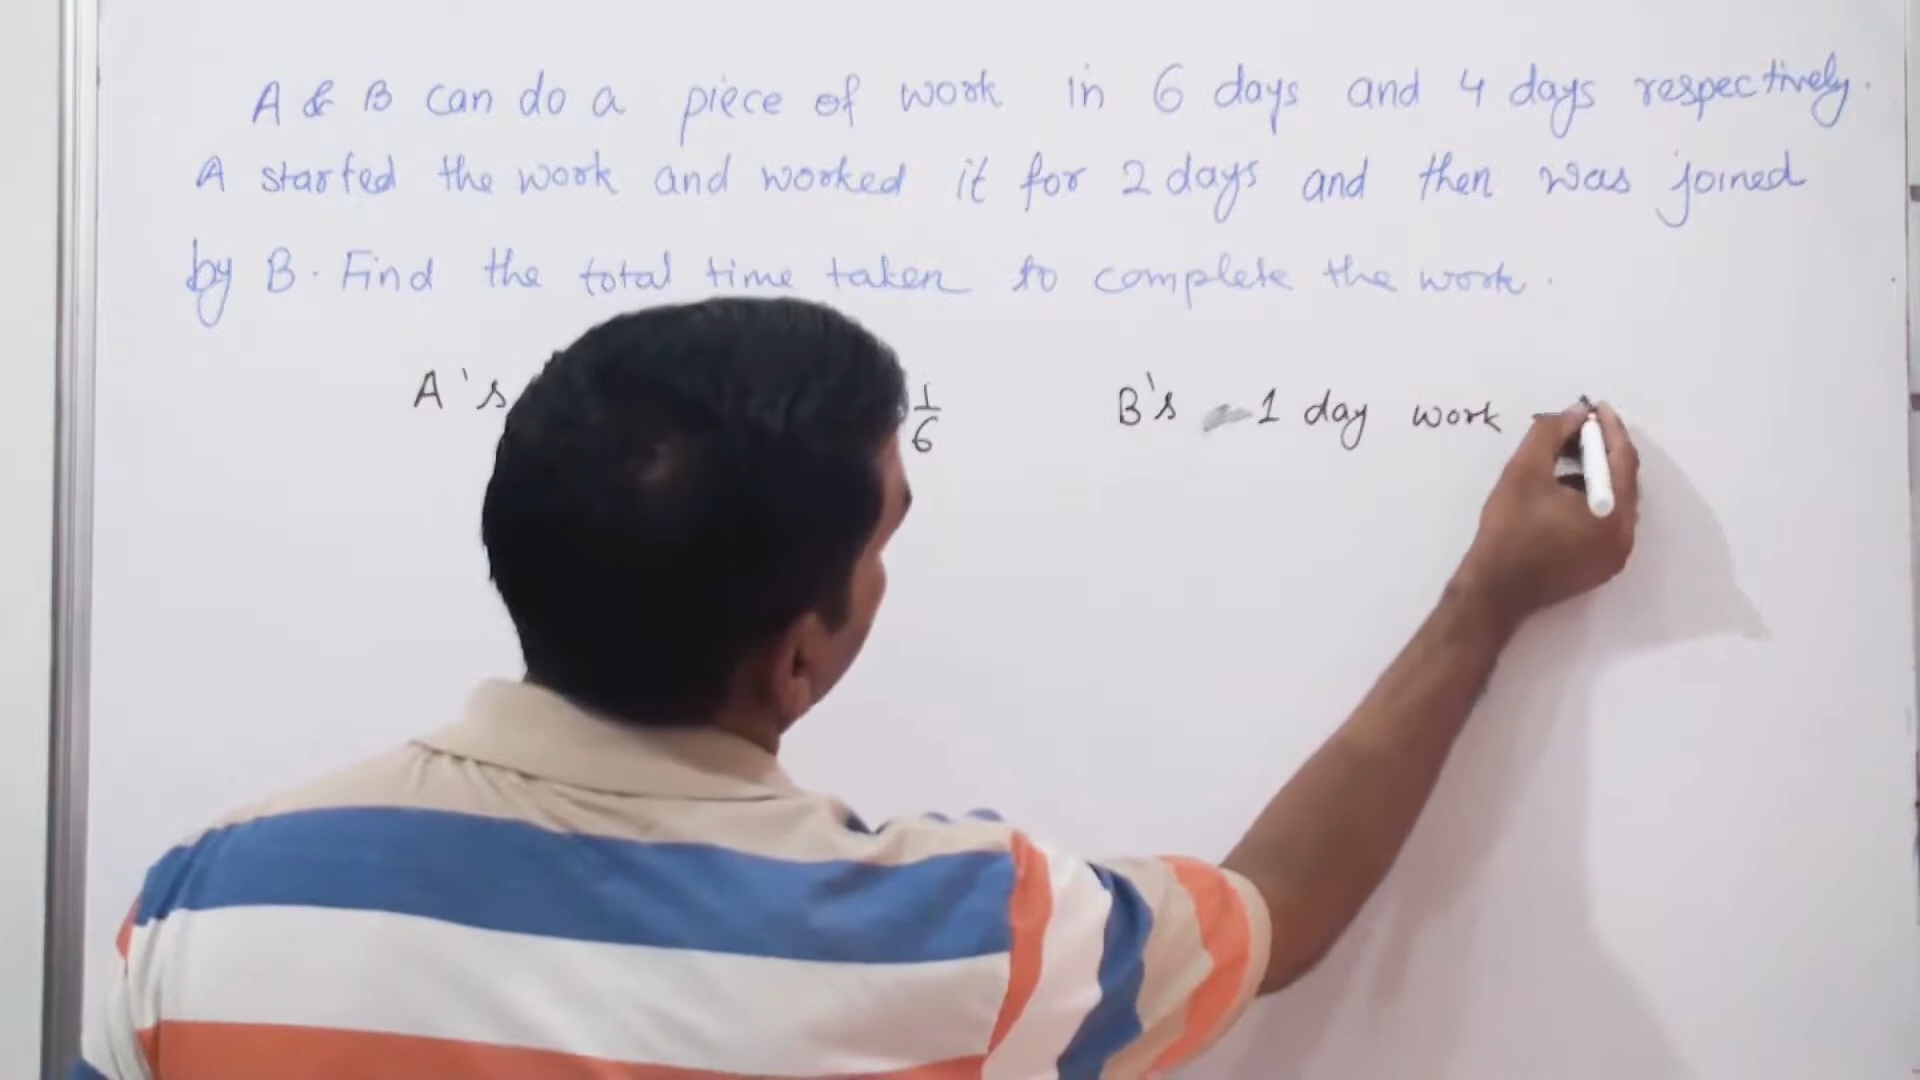 A & B can do a piece of work in 6 days and 4 days respectively.
A started the work and worked it for 2 days and then was joined
by B. Find the total time taken to complete the work.
A's 1/6 B's 1 day work